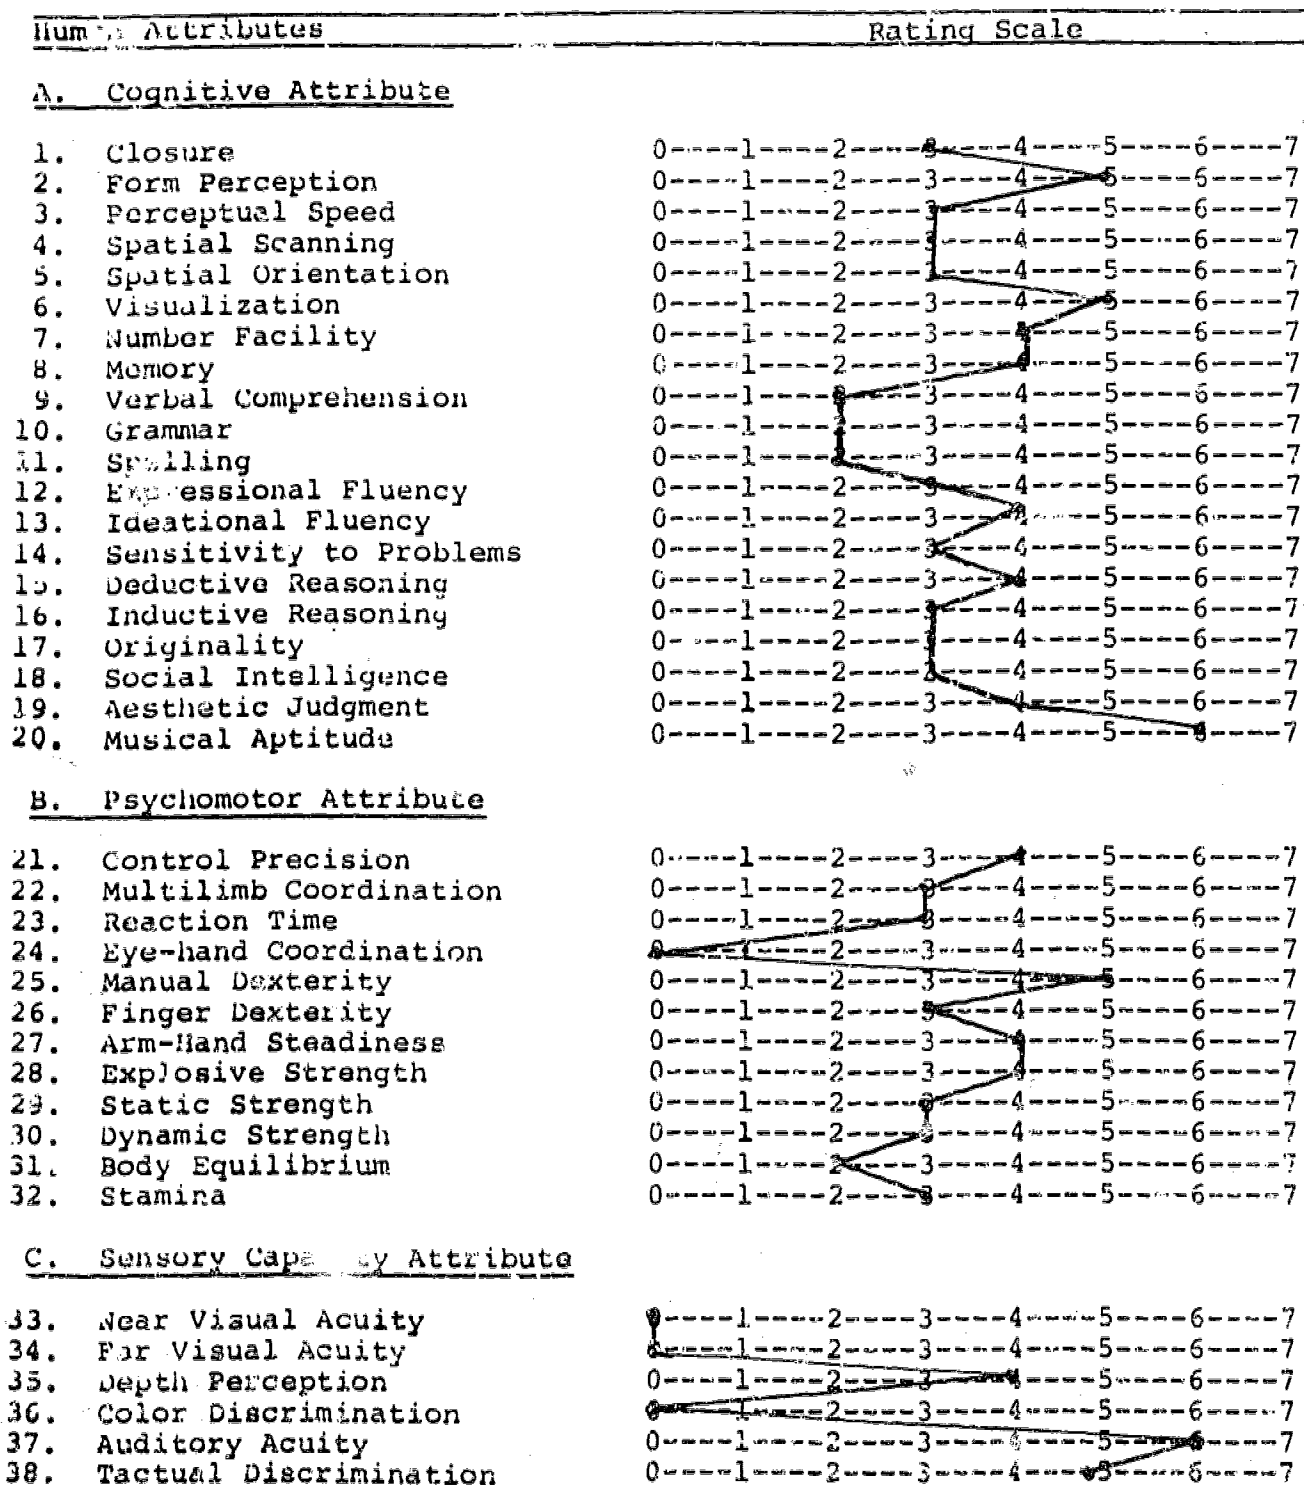 Attributes Rating Scale
A. Cognitive Attribute
1. Closure 0----1----2----3----4----5----6----7
2. Form Perception 0----1----2----3----4----5----6----7
3. Perceptual Speed 0----1----2----3----4----5----6----7
4. Spatial Scanning 0----1----2----3----4----5----6----7
5. Spatial Orientation 0----1----2----3----4----5----6----7
6. Visualization 0----1----2----3----4----5----6----7
7. Number Facility 0----1----2----3----4----5----6----7
8. Memory 0----1----2----3----4----5----6----7
9. Verbal Comprehension 0----1----2----3----4----5----6----7
10. Grammar 0----1----2----3----4----5----6----7
11. Spelling 0----1----2----3----4----5----6----7
12. Expressional Fluency 0----1----2----3----4----5----6----7
13. Ideational Fluency 0----1----2----3----4----5----6----7
14. Sensitivity to Problems 0----1----2----3----4----5----6----7
15. Deductive Reasoning 0----1----2----3----4----5----6----7
16. Inductive Reasoning 0----1----2----3----4----5----6----7
17. Originality 0----1----2----3----4----5----6----7
18. Social Intelligence 0----1----2----3----4----5----6----7
19. Aesthetic Judgment 0----1----2----3----4----5----6----7
20. Musical Aptitude 0----1----2----3----4----5----6----7
B. Psychomotor Attribute
21. Control Precision 0----1----2----3----4----5----6----7
22. Multilimb Coordination 0----1----2----3----4----5----6----7
23. Reaction Time 0----1----2----3----4----5----6----7
24. Eye-hand Coordination 0----1----2----3----4----5----6----7
25. Manual Dexterity 0----1----2----3----4----5----6----7
26. Finger Dexterity 0----1----2----3----4----5----6----7
27. Arm-Hand Steadiness 0----1----2----3----4----5----6----7
28. Explosive Strength 0----1----2----3----4----5----6----7
29. Static Strength 0----1----2----3----4----5----6----7
30. Dynamic Strength 0----1----2----3----4----5----6----7
31. Body Equilibrium 0----1----2----3----4----5----6----7
32. Stamina 0----1----2----3----4----5----6----7
C. Sensory Attribute
33. Near Visual Acuity 0----1----2----3----4----5----6----7
34. Far Visual Acuity 0----1----2----3----4----5----6----7
35. Depth Perception 0----1----2----3----4----5----6----7
36. Color Discrimination 0----1----2----3----4----5----6----7
37. Auditory Acuity 0----1----2----3----4----5----6----7
38. Tactual Discrimination 0----1----2----3----4----5----6----7